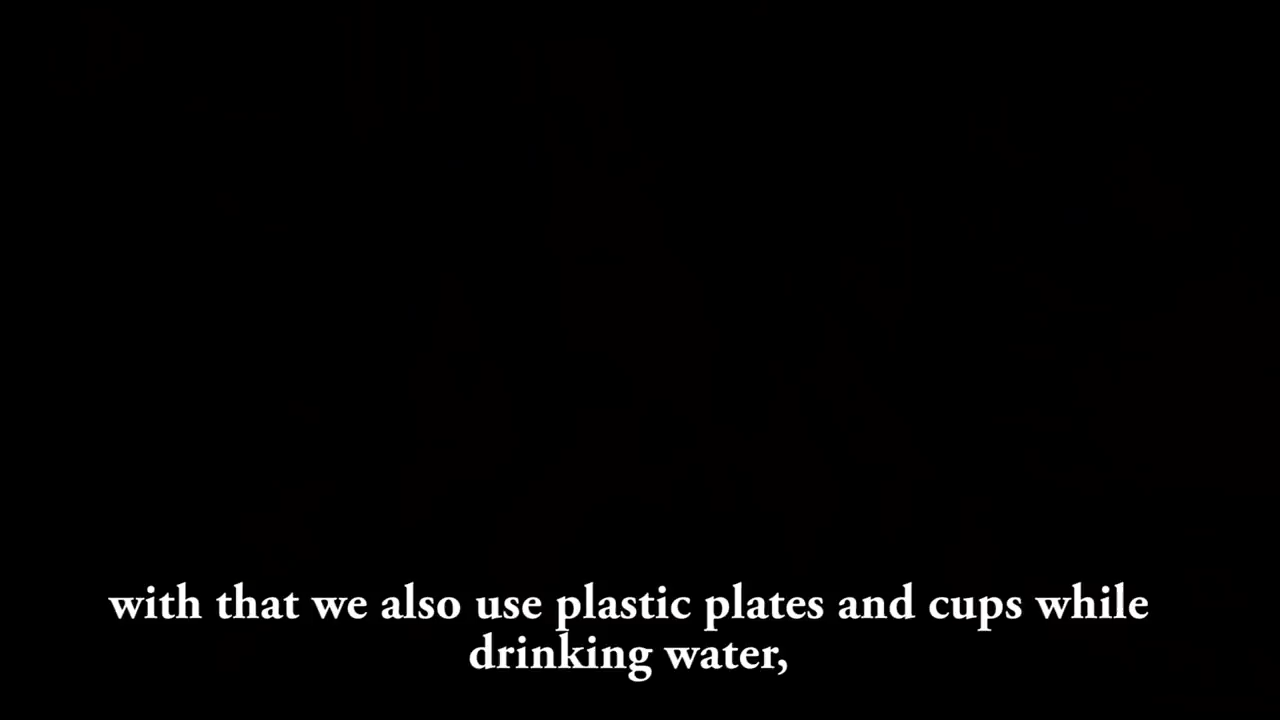 with that we also use plastic plates and cups while
drinking water,